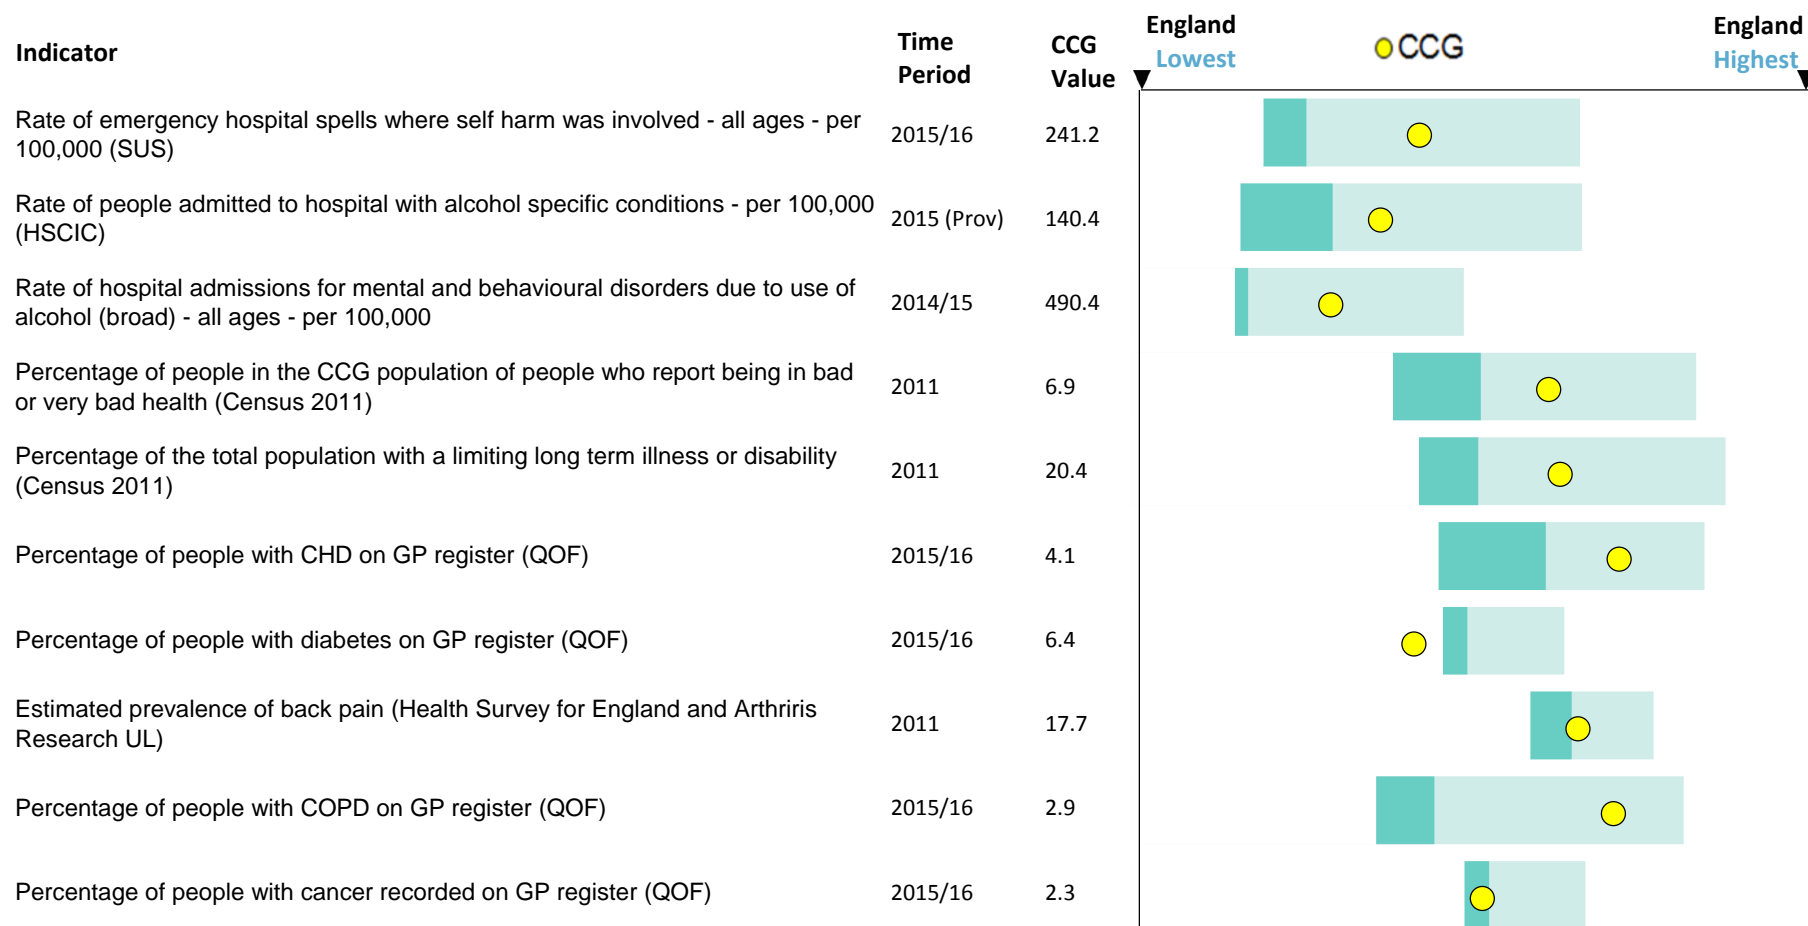 Indicator
Time
Period
CCG
Value
England
Lowest
CCG
England
Highest
Rate of emergency hospital spells where self harm was involved - all ages - per
100,000 (SUS)
2015/16
241.2
Rate of people admitted to hospital with alcohol specific conditions - per 100,000
(HSCIC)
2015 (Prov)
140.4
Rate of hospital admissions for mental and behavioural disorders due to use of
alcohol (broad) - all ages - per 100,000
2014/15
490.4
Percentage of people in the CCG population of people who report being in bad
or very bad health (Census 2011)
2011
6.9
Percentage of the total population with a limiting long term illness or disability
(Census 2011)
2011
20.4
Percentage of people with CHD on GP register (QOF)
2015/16
4.1
Percentage of people with diabetes on GP register (QOF)
2015/16
6.4
Estimated prevalence of back pain (Health Survey for England and Arthriris
Research UL)
2011
17.7
Percentage of people with COPD on GP register (QOF)
2015/16
2.9
Percentage of people with cancer recorded on GP register (QOF)
2015/16
2.3